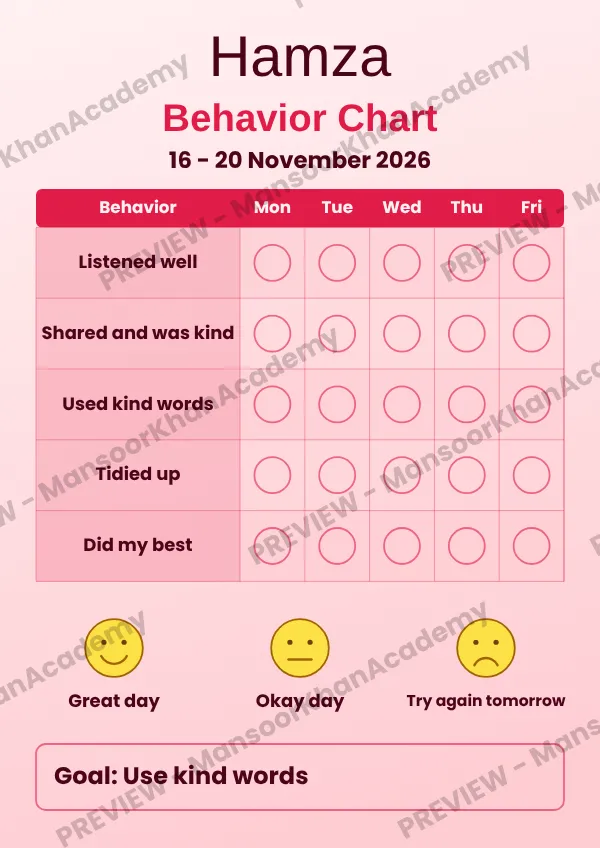 Hamza
Behavior Chart
16 - 20 November 2026
Behavior Mon Tue Wed Thu Fri
Listened well
Shared and was kind
Used kind words
Tidied up
Did my best
Great day Okay day Try again tomorrow
Goal: Use kind words
PREVIEW - MansoorKhanAcademy